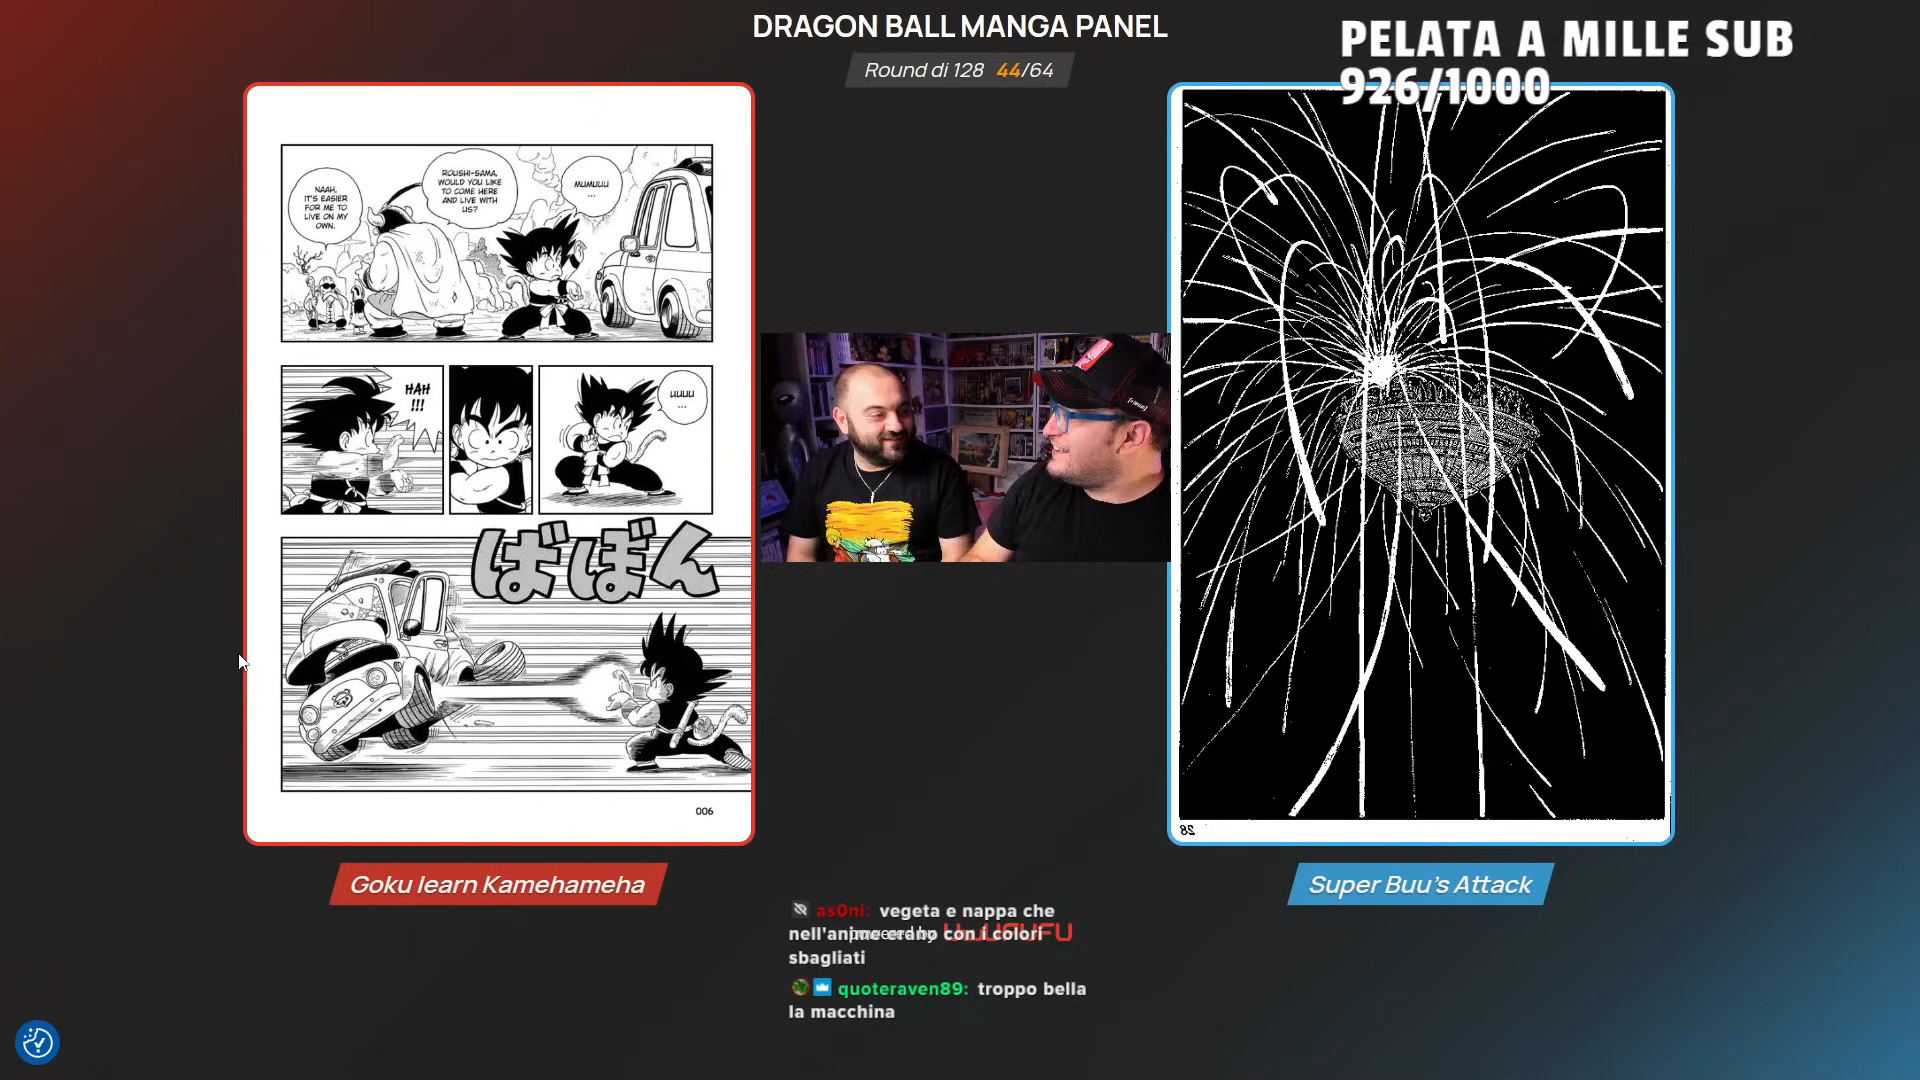 DRAGON BALL MANGA PANEL
Round di 128 44/64
PELATA A MILLE SUB
926/1000
NAAH,
IT'S EASIER
FOR ME TO
LIVE ON MY
OWN.
ROUSHI-SAMA,
WOULD YOU LIKE
TO COME HERE
AND LIVE WITH
US?
MUMUUU
...
HAH
!!!
UUUU
...
ばぼん
006
28
Goku learn Kamehameha
Super Buu's Attack
as0ni: vegeta e nappa che
nell'anime erano con i colori
sbagliati
powered by UWUFUFU
quoteraven89: troppo bella
la macchina